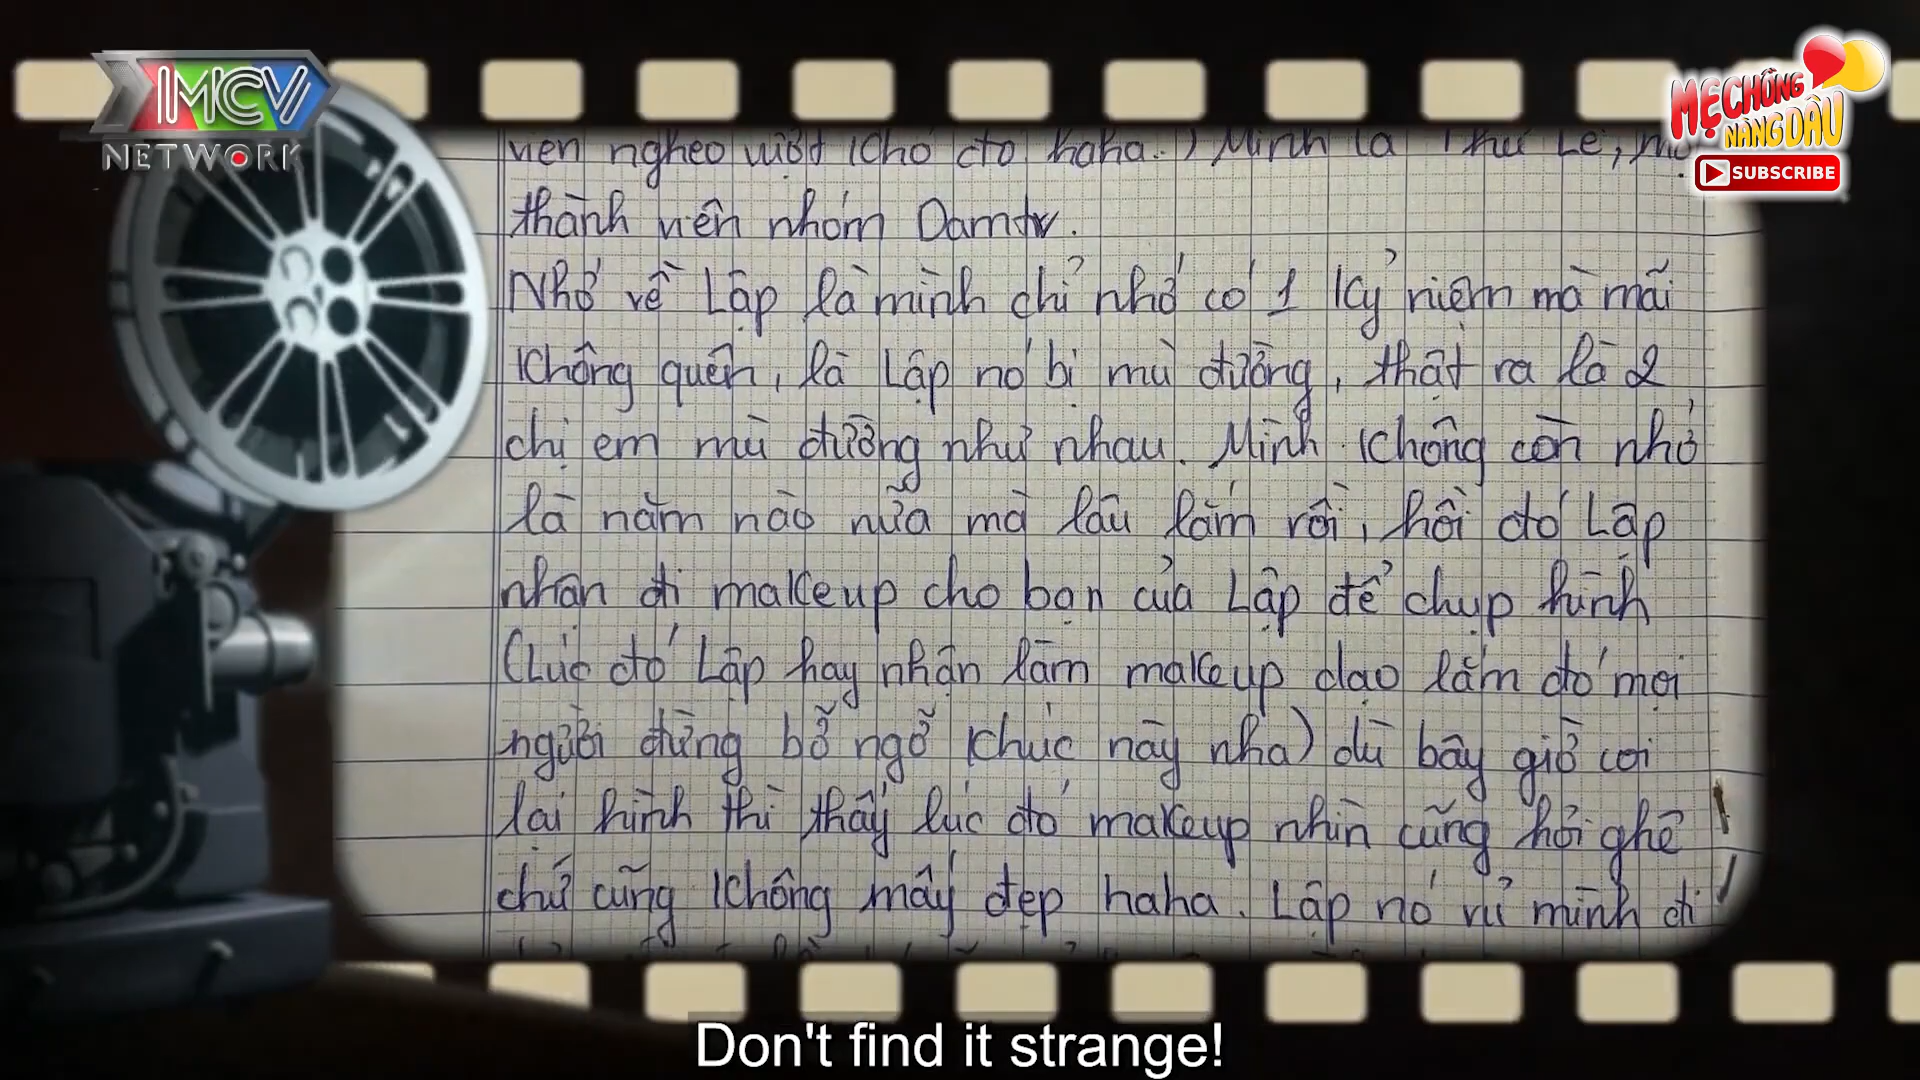 MCV
NETWORK
MẸ CHỒNG
NÀNG DÂU
SUBSCRIBE
viên nghèo vượt khó đó haha.) Mình là Thư Lê,
thành viên nhóm Damtv.
Nhớ về Lập là mình chỉ nhớ có 1 kỷ niệm mà mãi
không quên, là Lập nó bị mù đường, thật ra là 2
chị em mù đường như nhau. Mình không còn nhớ
là năm nào nữa mà lâu lắm rồi, hồi đó Lập
nhận đi makeup cho bạn của Lập để chụp hình
(Lúc đó Lập hay nhận làm makeup dạo lắm đó mọi
người đừng bỡ ngỡ khúc này nha) dù bây giờ coi
lại hình thì thấy lúc đó makeup nhìn cũng hơi ghê
chứ cũng không mấy đẹp haha. Lập nó rủ mình đi
Don't find it strange!